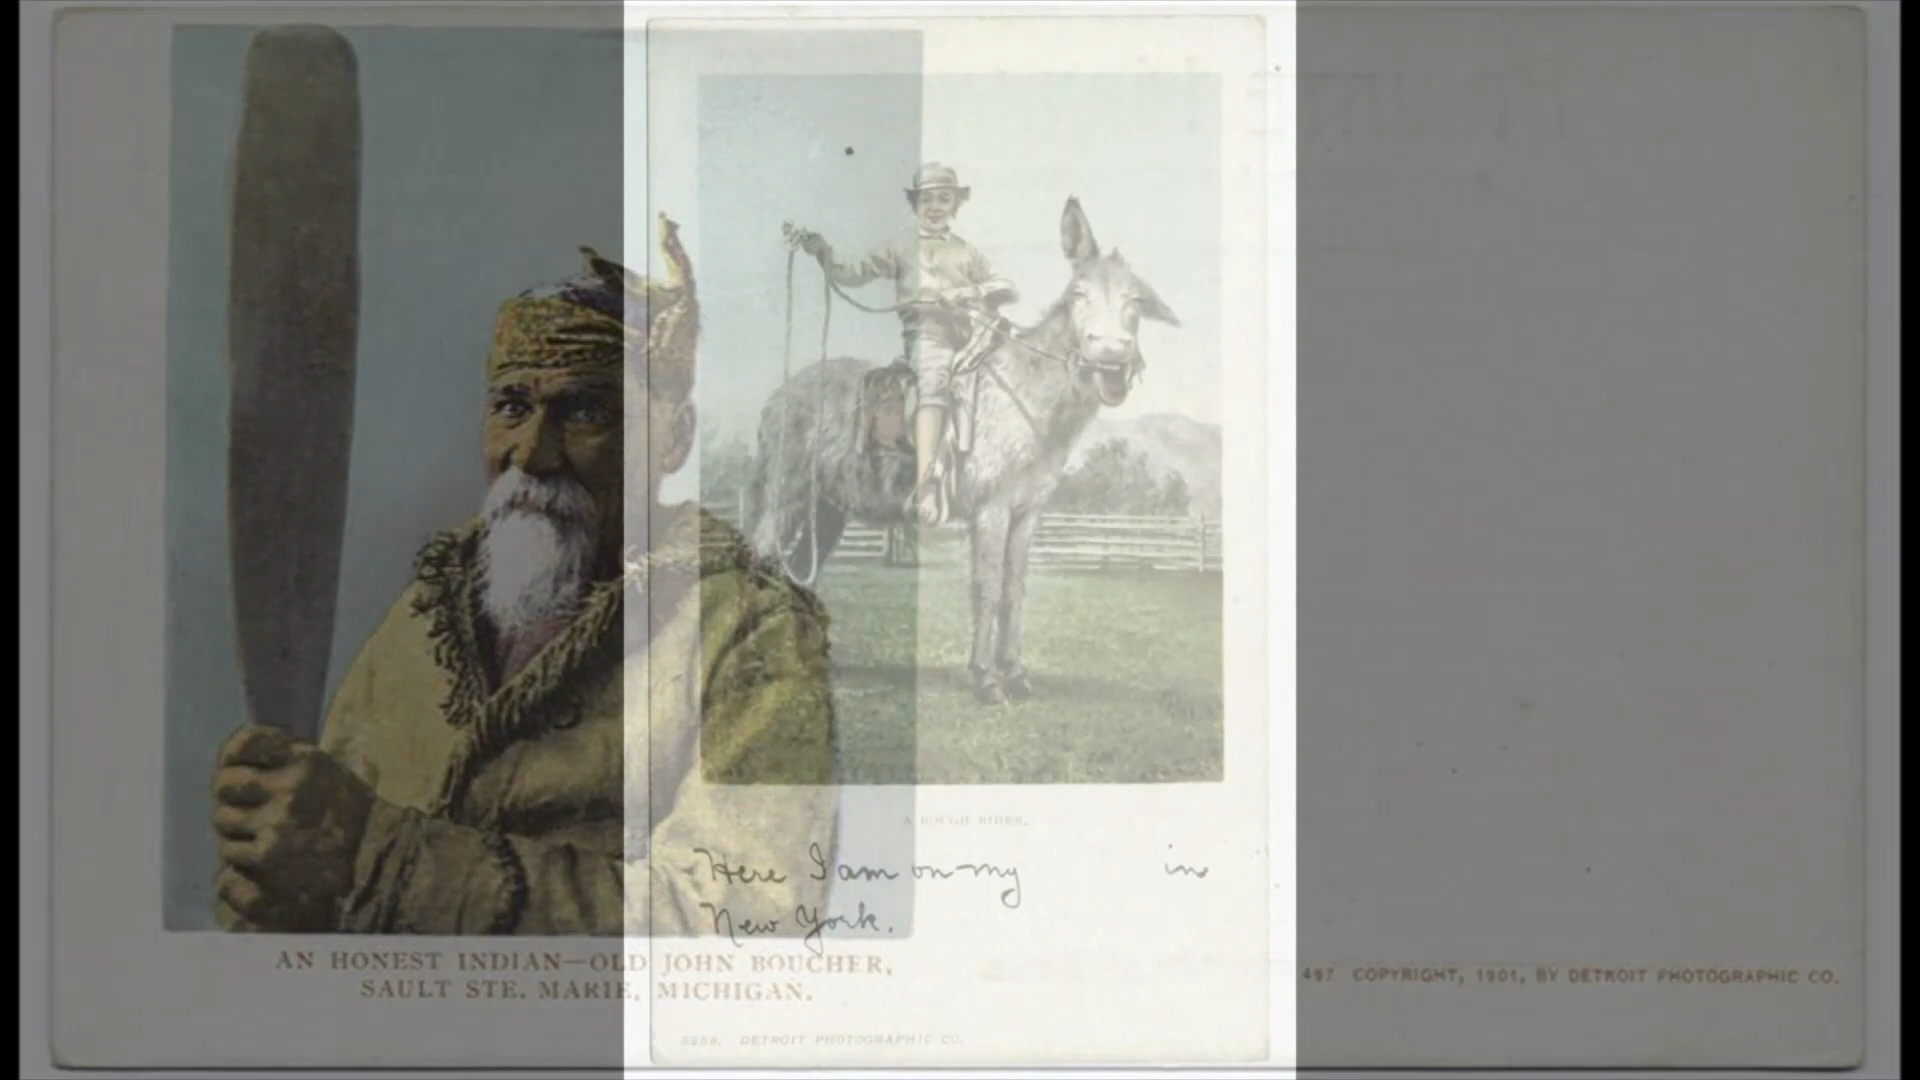 A ROUGH RIDER.
Here I am on my in
New York.
AN HONEST INDIAN—OLD JOHN BOUCHER,
SAULT STE. MARIE, MICHIGAN.
497 COPYRIGHT, 1901, BY DETROIT PHOTOGRAPHIC CO.
DETROIT PHOTOGRAPHIC CO.